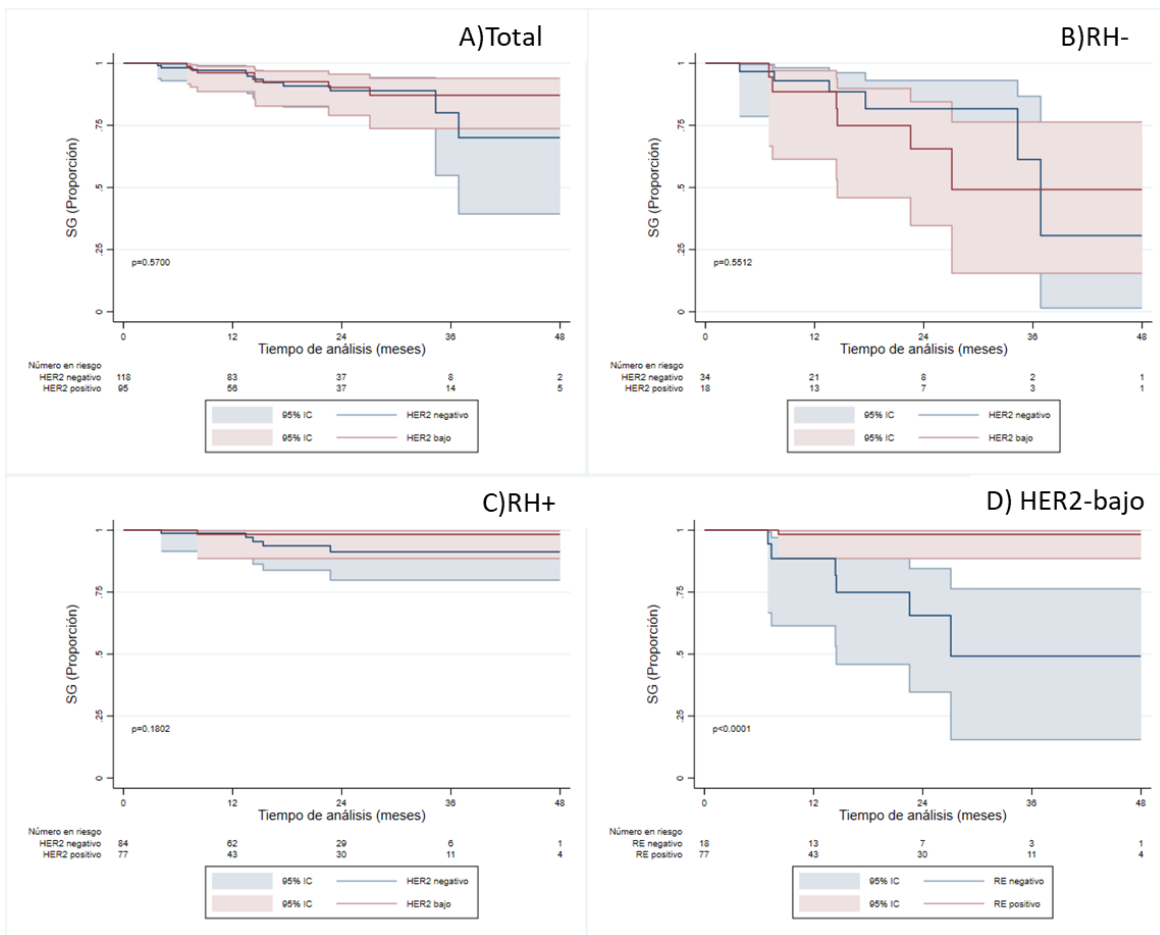 A)Total
1
.75
.5
.25
0
SG (Proporción)
p=0.5700
0 12 24 36 48
Tiempo de análisis (meses)
Número en riesgo
HER2 negativo 118 83 37 8 2
HER2 positivo 95 56 37 14 5
95% IC HER2 negativo
95% IC HER2 bajo
B)RH-
1
.75
.5
.25
0
SG (Proporción)
p=0.5512
0 12 24 36 48
Tiempo de análisis (meses)
Número en riesgo
HER2 negativo 34 21 8 2 1
HER2 positivo 18 13 7 3 1
95% IC HER2 negativo
95% IC HER2 bajo
C)RH+
1
.75
.5
.25
0
SG (Proporción)
p=0.1802
0 12 24 36 48
Tiempo de análisis (meses)
Número en riesgo
HER2 negativo 84 62 29 6 1
HER2 positivo 77 43 30 11 4
95% IC HER2 negativo
95% IC HER2 bajo
D) HER2-bajo
1
.75
.5
.25
0
SG (Proporción)
p<0.0001
0 12 24 36 48
Tiempo de análisis (meses)
Número en riesgo
RE negativo 18 13 7 3 1
RE positivo 77 43 30 11 4
95% IC RE negativo
95% IC RE positivo